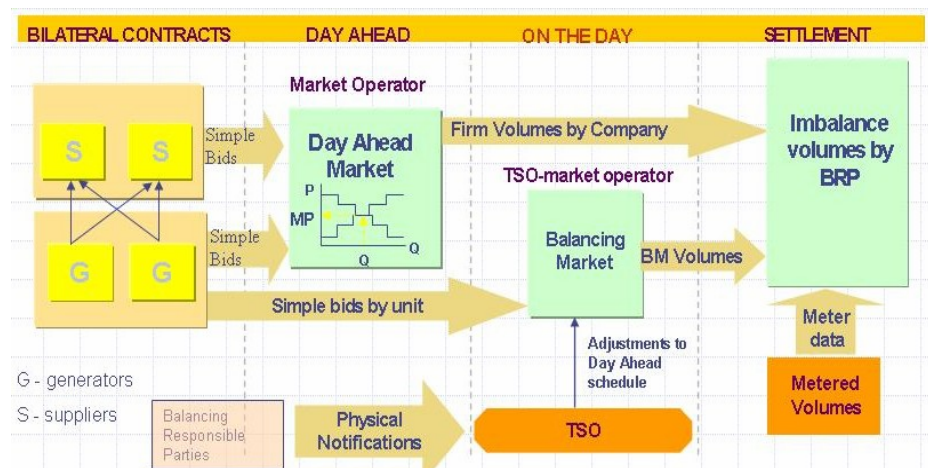 BILATERAL CONTRACTS
DAY AHEAD
ON THE DAY
SETTLEMENT
Market Operator
S
S
Simple
Bids
Day Ahead
Market
P
MP
Q
Q
Firm Volumes by Company
Imbalance
volumes by
BRP
TSO-market operator
G
G
Simple
Bids
Balancing
Market
BM Volumes
Simple bids by unit
Meter
data
Adjustments to
Day Ahead
schedule
G - generators
S - suppliers
Balancing
Responsible
Parties
Physical
Notifications
TSO
Metered
Volumes